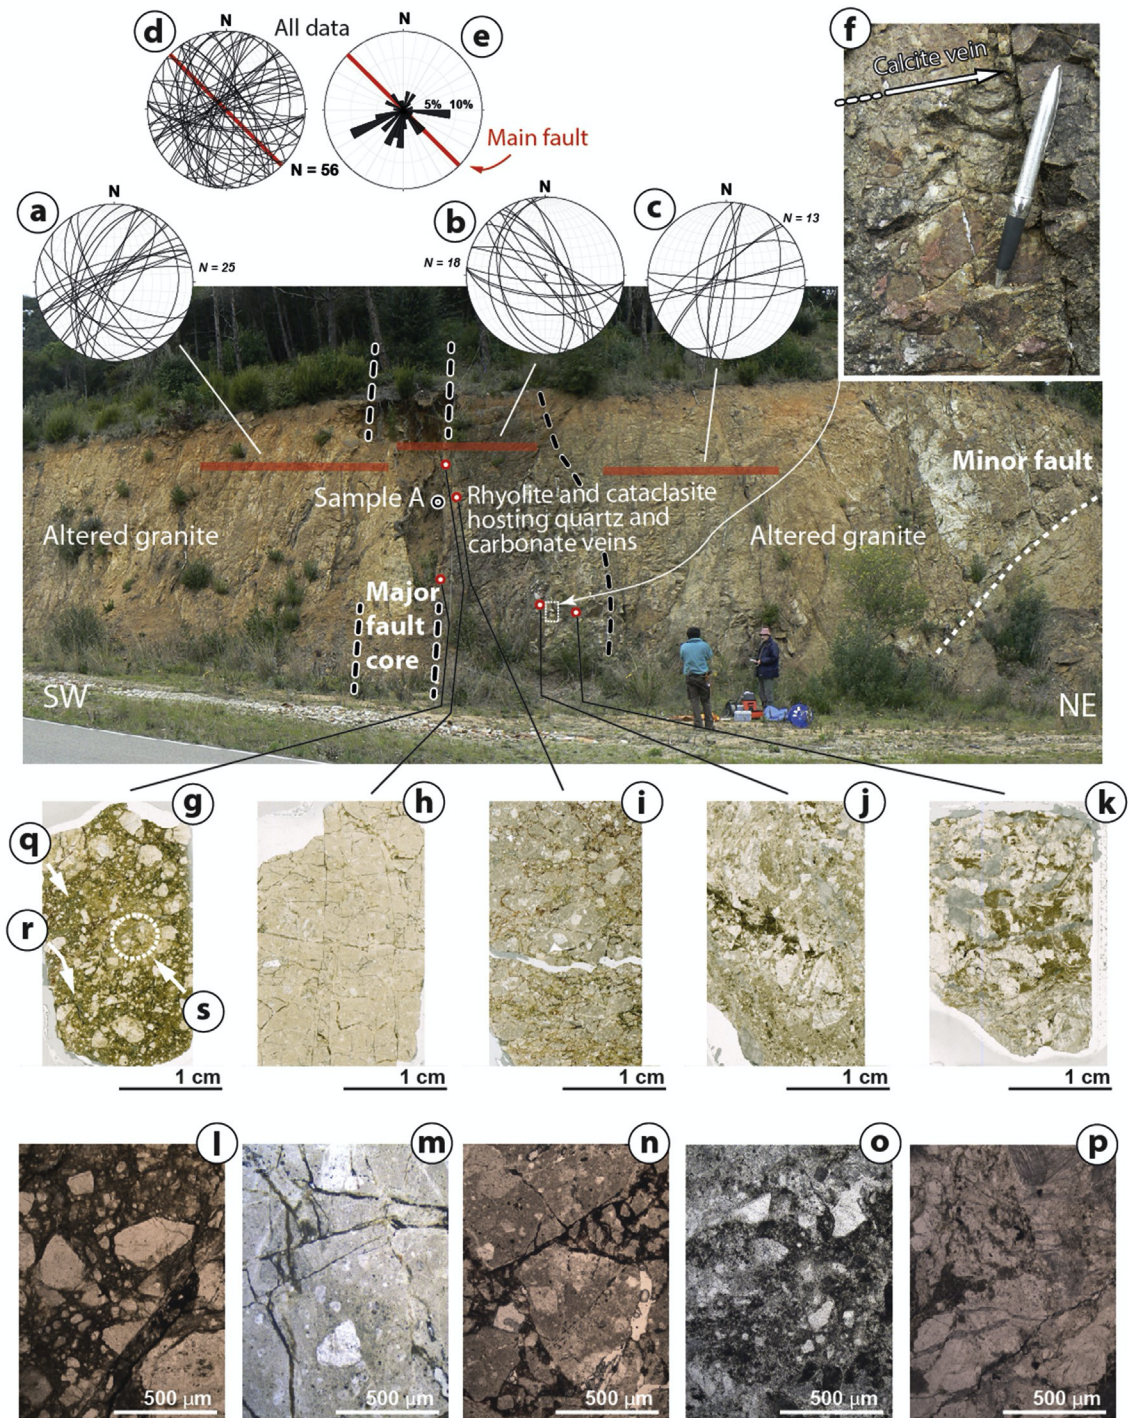 d
N
All data
e
N
5% 10%
Main fault
N = 56
f
Calcite vein
a
N
N = 25
b
N
N = 18
c
N
N = 13
Minor fault
Sample A
Rhyolite and cataclasite
hosting quartz and
carbonate veins
Altered granite
Altered granite
Major
fault
core
SW
NE
g
h
i
j
k
q
r
s
1 cm
1 cm
1 cm
1 cm
1 cm
l
m
n
o
p
500 µm
500 µm
500 µm
500 µm
500 µm